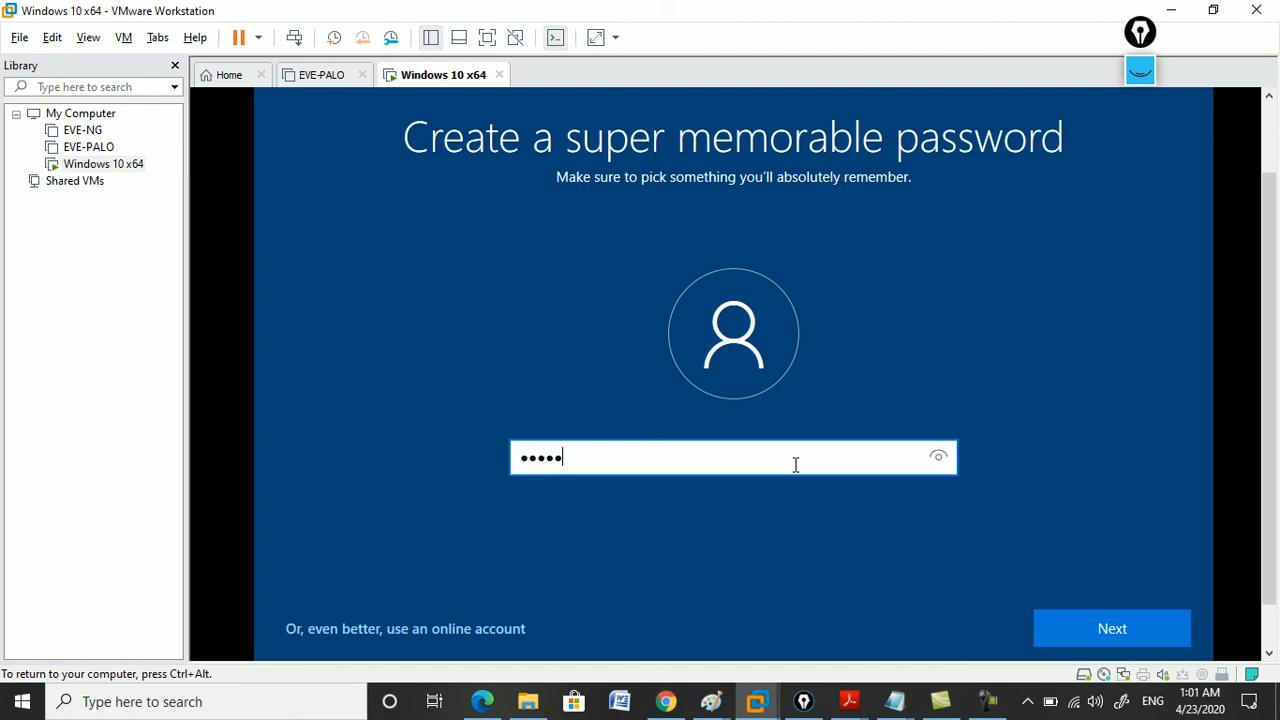 Windows 10 x64 - VMware Workstation
File Edit View VM Tabs Help
Library
Type here to search
My Computer
EVE-NG
EVE-PALO
Windows 10 x64
Shared VMs
Home EVE-PALO Windows 10 x64
Create a super memorable password
Make sure to pick something you'll absolutely remember.
•••••
Or, even better, use an online account
Next
To return to your computer, press Ctrl+Alt.
Type here to search
ENG
1:01 AM
4/23/2020